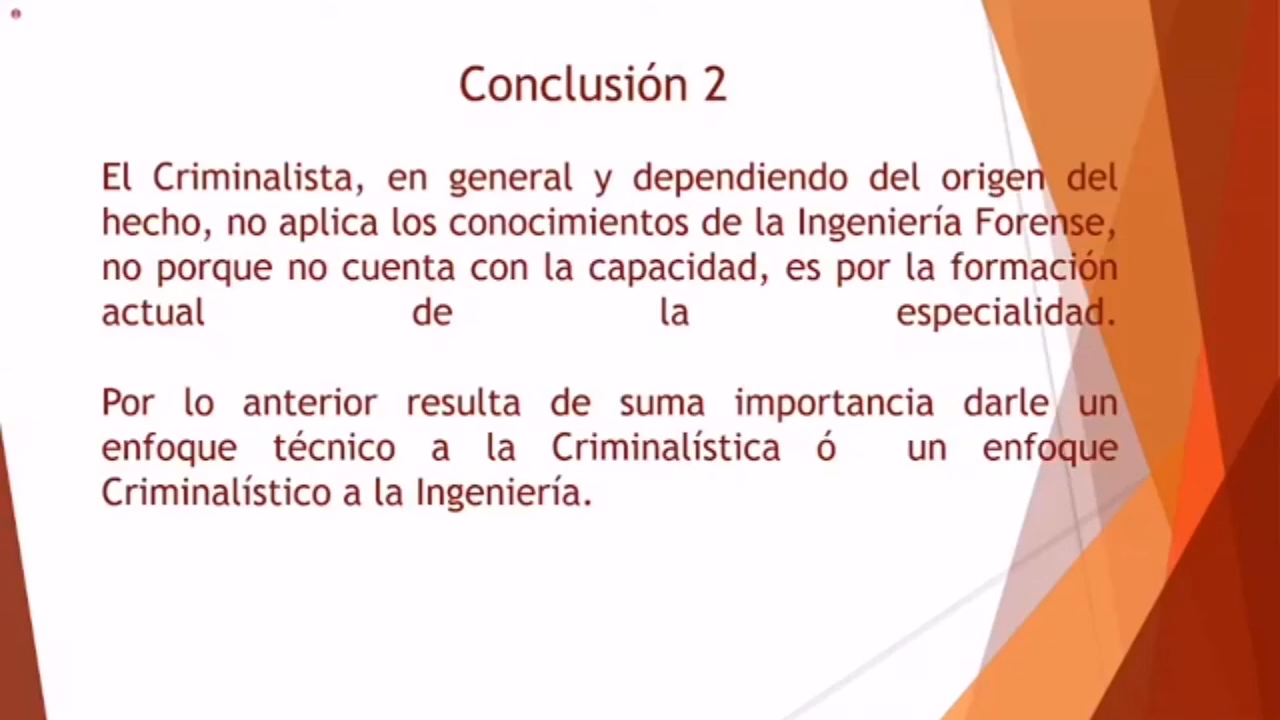 Conclusión 2
El Criminalista, en general y dependiendo del origen del
hecho, no aplica los conocimientos de la Ingeniería Forense,
no porque no cuenta con la capacidad, es por la formación
actual de la especialidad.
Por lo anterior resulta de suma importancia darle un
enfoque técnico a la Criminalística ó un enfoque
Criminalístico a la Ingeniería.